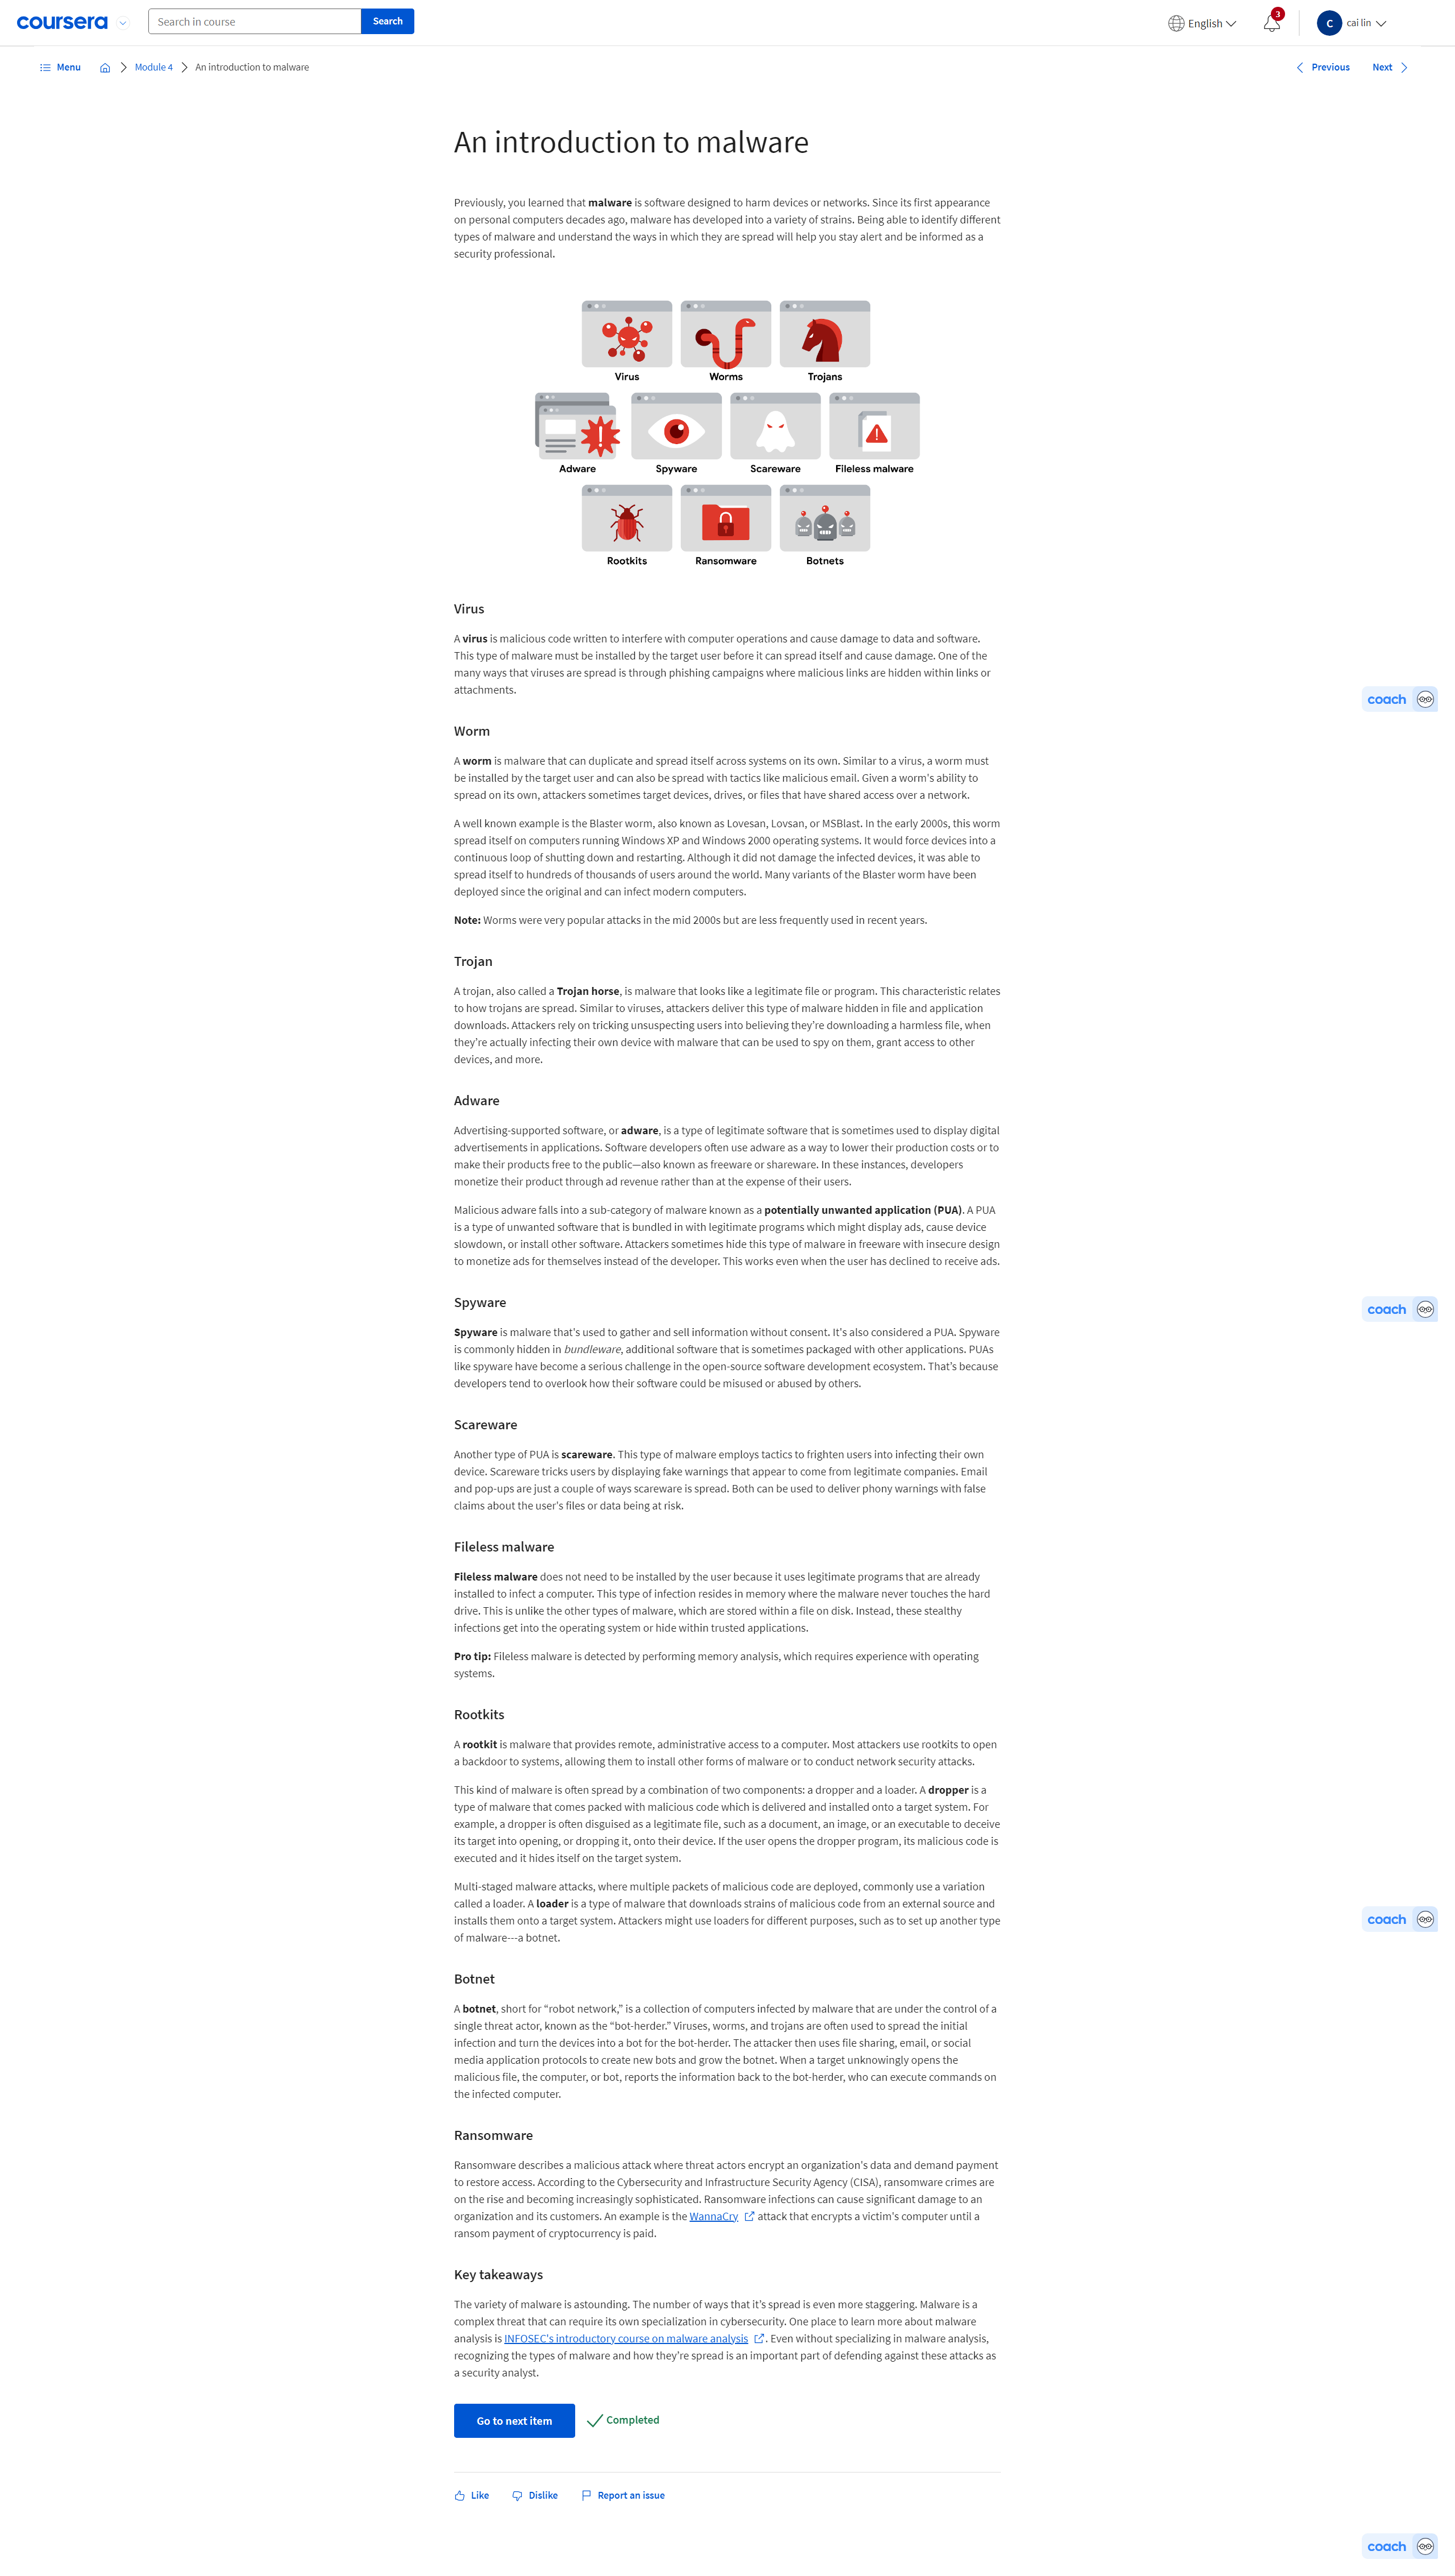 coursera
Search in course
Search
English
3
C
cai lin
Menu
Module 4
An introduction to malware
Previous
Next
An introduction to malware
Previously, you learned that malware is software designed to harm devices or networks. Since its first appearance
on personal computers decades ago, malware has developed into a variety of strains. Being able to identify different
types of malware and understand the ways in which they are spread will help you stay alert and be informed as a
security professional.
Virus
Worms
Trojans
Adware
Spyware
Scareware
Fileless malware
Rootkits
Ransomware
Botnets
Virus
A virus is malicious code written to interfere with computer operations and cause damage to data and software.
This type of malware must be installed by the target user before it can spread itself and cause damage. One of the
many ways that viruses are spread is through phishing campaigns where malicious links are hidden within links or
attachments.
coach
Worm
A worm is malware that can duplicate and spread itself across systems on its own. Similar to a virus, a worm must
be installed by the target user and can also be spread with tactics like malicious email. Given a worm's ability to
spread on its own, attackers sometimes target devices, drives, or files that have shared access over a network.
A well known example is the Blaster worm, also known as Lovesan, Lovsan, or MSBlast. In the early 2000s, this worm
spread itself on computers running Windows XP and Windows 2000 operating systems. It would force devices into a
continuous loop of shutting down and restarting. Although it did not damage the infected devices, it was able to
spread itself to hundreds of thousands of users around the world. Many variants of the Blaster worm have been
deployed since the original and can infect modern computers.
Note: Worms were very popular attacks in the mid 2000s but are less frequently used in recent years.
Trojan
A trojan, also called a Trojan horse, is malware that looks like a legitimate file or program. This characteristic relates
to how trojans are spread. Similar to viruses, attackers deliver this type of malware hidden in file and application
downloads. Attackers rely on tricking unsuspecting users into believing they're downloading a harmless file, when
they're actually infecting their own device with malware that can be used to spy on them, grant access to other
devices, and more.
Adware
Advertising-supported software, or adware, is a type of legitimate software that is sometimes used to display digital
advertisements in applications. Software developers often use adware as a way to lower their production costs or to
make their products free to the public—also known as freeware or shareware. In these instances, developers
monetize their product through ad revenue rather than at the expense of their users.
Malicious adware falls into a sub-category of malware known as a potentially unwanted application (PUA). A PUA
is a type of unwanted software that is bundled in with legitimate programs which might display ads, cause device
slowdown, or install other software. Attackers sometimes hide this type of malware in freeware with insecure design
to monetize ads for themselves instead of the developer. This works even when the user has declined to receive ads.
Spyware
coach
Spyware is malware that's used to gather and sell information without consent. It's also considered a PUA. Spyware
is commonly hidden in bundleware, additional software that is sometimes packaged with other applications. PUAs
like spyware have become a serious challenge in the open-source software development ecosystem. That's because
developers tend to overlook how their software could be misused or abused by others.
Scareware
Another type of PUA is scareware. This type of malware employs tactics to frighten users into infecting their own
device. Scareware tricks users by displaying fake warnings that appear to come from legitimate companies. Email
and pop-ups are just a couple of ways scareware is spread. Both can be used to deliver phony warnings with false
claims about the user's files or data being at risk.
Fileless malware
Fileless malware does not need to be installed by the user because it uses legitimate programs that are already
installed to infect a computer. This type of infection resides in memory where the malware never touches the hard
drive. This is unlike the other types of malware, which are stored within a file on disk. Instead, these stealthy
infections get into the operating system or hide within trusted applications.
Pro tip: Fileless malware is detected by performing memory analysis, which requires experience with operating
systems.
Rootkits
A rootkit is malware that provides remote, administrative access to a computer. Most attackers use rootkits to open
a backdoor to systems, allowing them to install other forms of malware or to conduct network security attacks.
This kind of malware is often spread by a combination of two components: a dropper and a loader. A dropper is a
type of malware that comes packed with malicious code which is delivered and installed onto a target system. For
example, a dropper is often disguised as a legitimate file, such as a document, an image, or an executable to deceive
its target into opening, or dropping it, onto their device. If the user opens the dropper program, its malicious code is
executed and it hides itself on the target system.
Multi-staged malware attacks, where multiple packets of malicious code are deployed, commonly use a variation
called a loader. A loader is a type of malware that downloads strains of malicious code from an external source and
installs them onto a target system. Attackers might use loaders for different purposes, such as to set up another type
of malware---a botnet.
coach
Botnet
A botnet, short for “robot network,” is a collection of computers infected by malware that are under the control of a
single threat actor, known as the “bot-herder.” Viruses, worms, and trojans are often used to spread the initial
infection and turn the devices into a bot for the bot-herder. The attacker then uses file sharing, email, or social
media application protocols to create new bots and grow the botnet. When a target unknowingly opens the
malicious file, the computer, or bot, reports the information back to the bot-herder, who can execute commands on
the infected computer.
Ransomware
Ransomware describes a malicious attack where threat actors encrypt an organization's data and demand payment
to restore access. According to the Cybersecurity and Infrastructure Security Agency (CISA), ransomware crimes are
on the rise and becoming increasingly sophisticated. Ransomware infections can cause significant damage to an
organization and its customers. An example is the WannaCry attack that encrypts a victim's computer until a
ransom payment of cryptocurrency is paid.
Key takeaways
The variety of malware is astounding. The number of ways that it's spread is even more staggering. Malware is a
complex threat that can require its own specialization in cybersecurity. One place to learn more about malware
analysis is INFOSEC's introductory course on malware analysis. Even without specializing in malware analysis,
recognizing the types of malware and how they're spread is an important part of defending against these attacks as
a security analyst.
Go to next item
Completed
Like
Dislike
Report an issue
coach